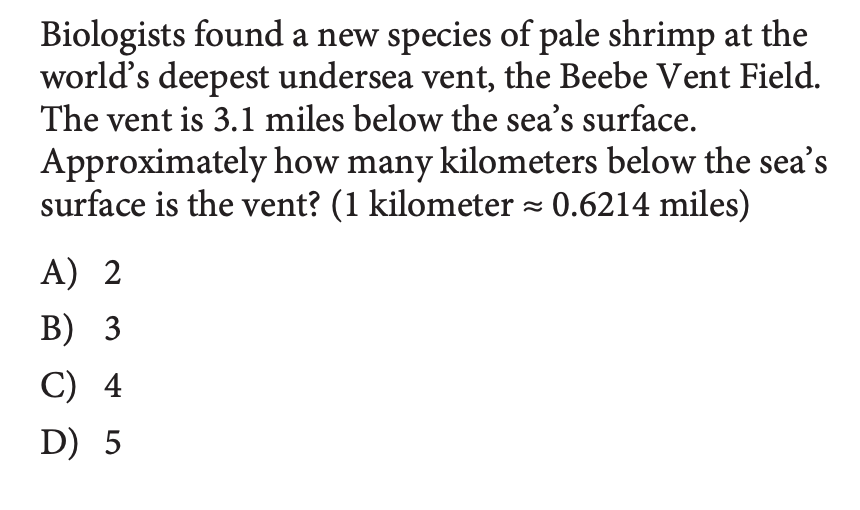 Biologists found a new species of pale shrimp at the
world’s deepest undersea vent, the Beebe Vent Field.
The vent is 3.1 miles below the sea’s surface.
Approximately how many kilometers below the sea’s
surface is the vent? (1 kilometer ≈ 0.6214 miles)
A) 2
B) 3
C) 4
D) 5